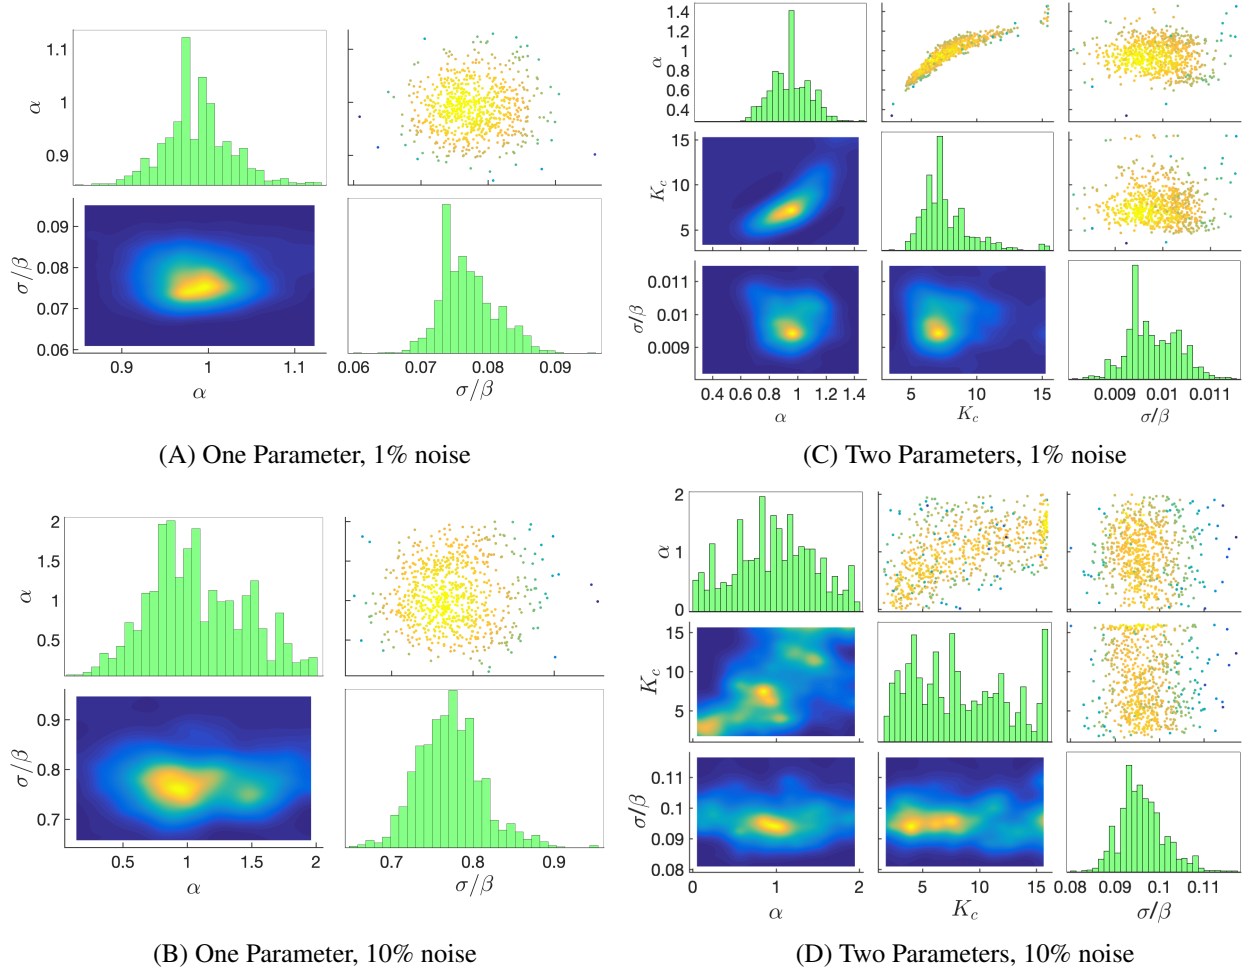 1.1
1
0.9
α
0.09
0.08
0.07
0.06
σ/β
0.9 1 1.1
α
0.06 0.07 0.08 0.09
σ/β
(A) One Parameter, 1% noise
1.4
1.2
1
0.8
0.6
0.4
α
15
10
5
K_c
0.011
0.01
0.009
σ/β
0.4 0.6 0.8 1 1.2 1.4
α
5 10 15
K_c
0.009 0.01 0.011
σ/β
(C) Two Parameters, 1% noise
2
1.5
1
0.5
α
0.9
0.8
0.7
σ/β
0.5 1 1.5 2
α
0.7 0.8 0.9
σ/β
(B) One Parameter, 10% noise
2
1
0
α
15
10
5
K_c
0.11
0.1
0.09
0.08
σ/β
0 1 2
α
5 10 15
K_c
0.08 0.09 0.1 0.11
σ/β
(D) Two Parameters, 10% noise